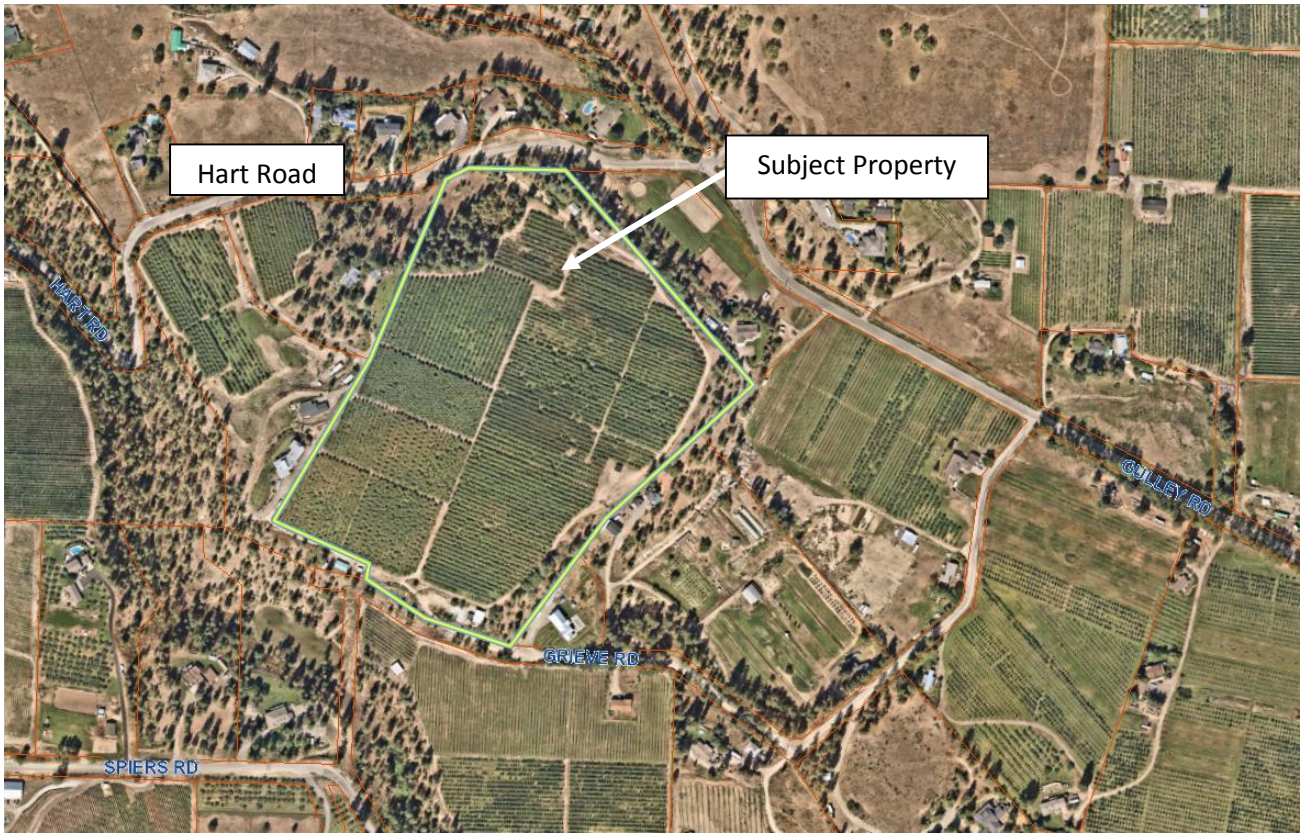 Hart Road
Subject Property
HART RD
GULLEY RD
GRIEVE RD
SPIERS RD